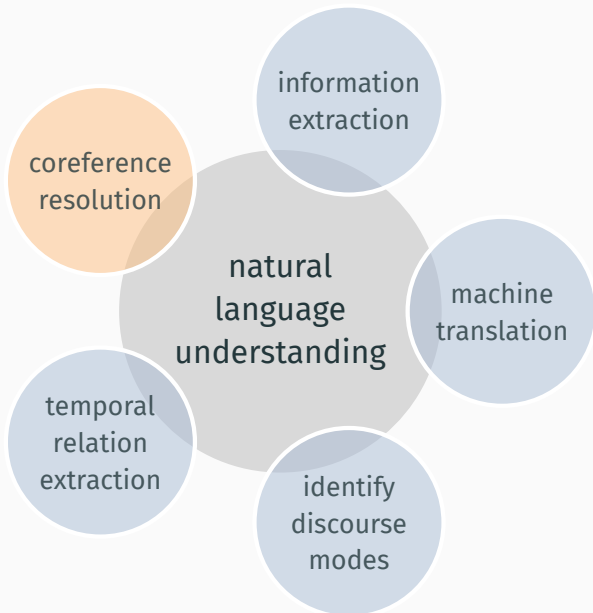 information
extraction
coreference
resolution
natural
language
understanding
machine
translation
temporal
relation
extraction
identify
discourse
modes